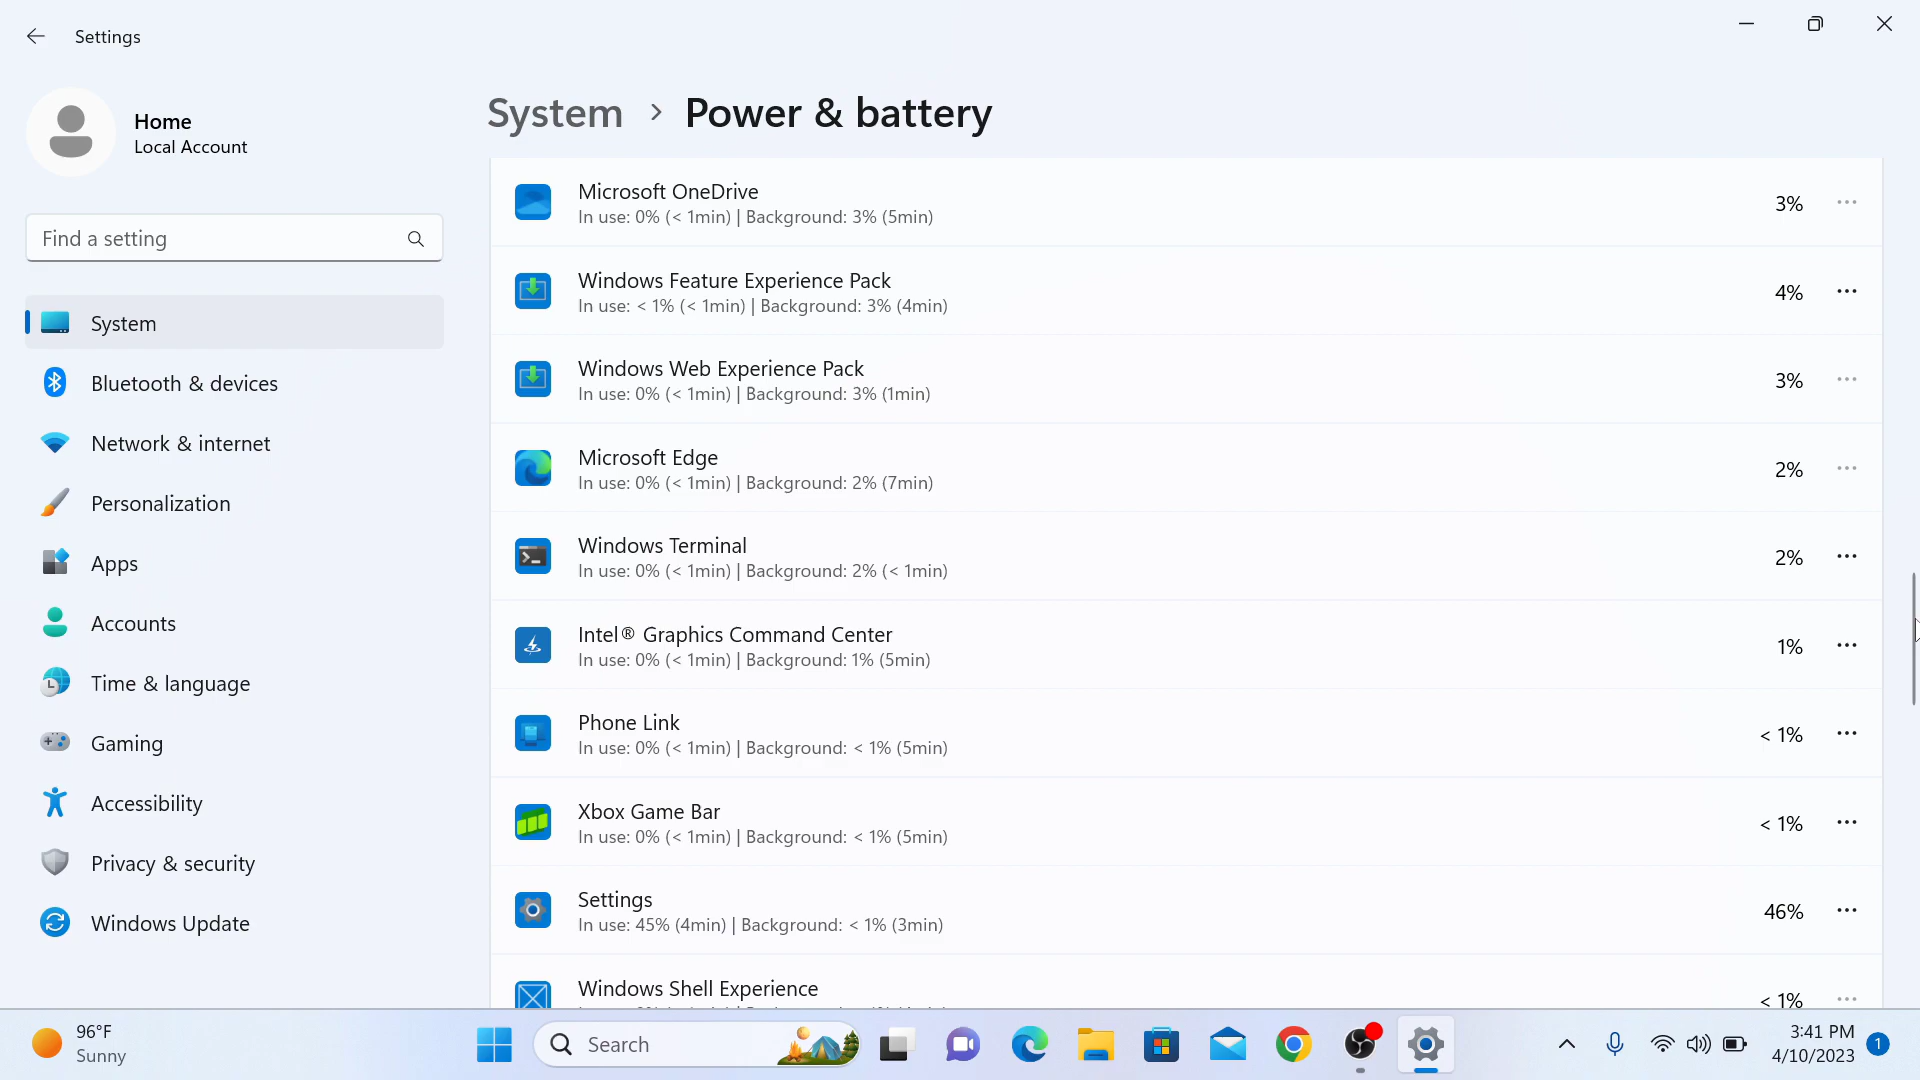 Settings
Home
Local Account
Find a setting
System
Bluetooth & devices
Network & internet
Personalization
Apps
Accounts
Time & language
Gaming
Accessibility
Privacy & security
Windows Update
System > Power & battery
Microsoft OneDrive
In use: 0% (< 1min) | Background: 3% (5min)
3%
Windows Feature Experience Pack
In use: < 1% (< 1min) | Background: 3% (4min)
4%
Windows Web Experience Pack
In use: 0% (< 1min) | Background: 3% (1min)
3%
Microsoft Edge
In use: 0% (< 1min) | Background: 2% (7min)
2%
Windows Terminal
In use: 0% (< 1min) | Background: 2% (< 1min)
2%
Intel® Graphics Command Center
In use: 0% (< 1min) | Background: 1% (5min)
1%
Phone Link
In use: 0% (< 1min) | Background: < 1% (5min)
< 1%
Xbox Game Bar
In use: 0% (< 1min) | Background: < 1% (5min)
< 1%
Settings
In use: 45% (4min) | Background: < 1% (3min)
46%
Windows Shell Experience
< 1%
96°F
Sunny
Search
3:41 PM
4/10/2023
1